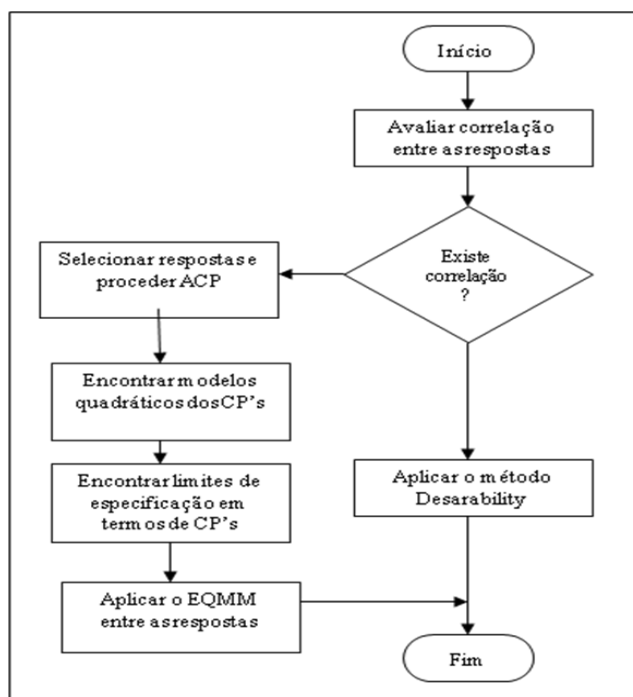 Início
Avaliar correlação
entre as respostas
Existe
correlação
?
Selecionar respostas e
proceder ACP
Encontrar modelos
quadráticos dos CP's
Encontrar limites de
especificação em
termos de CP's
Aplicar o EQMM
entre as respostas
Aplicar o método
Desarability
Fim